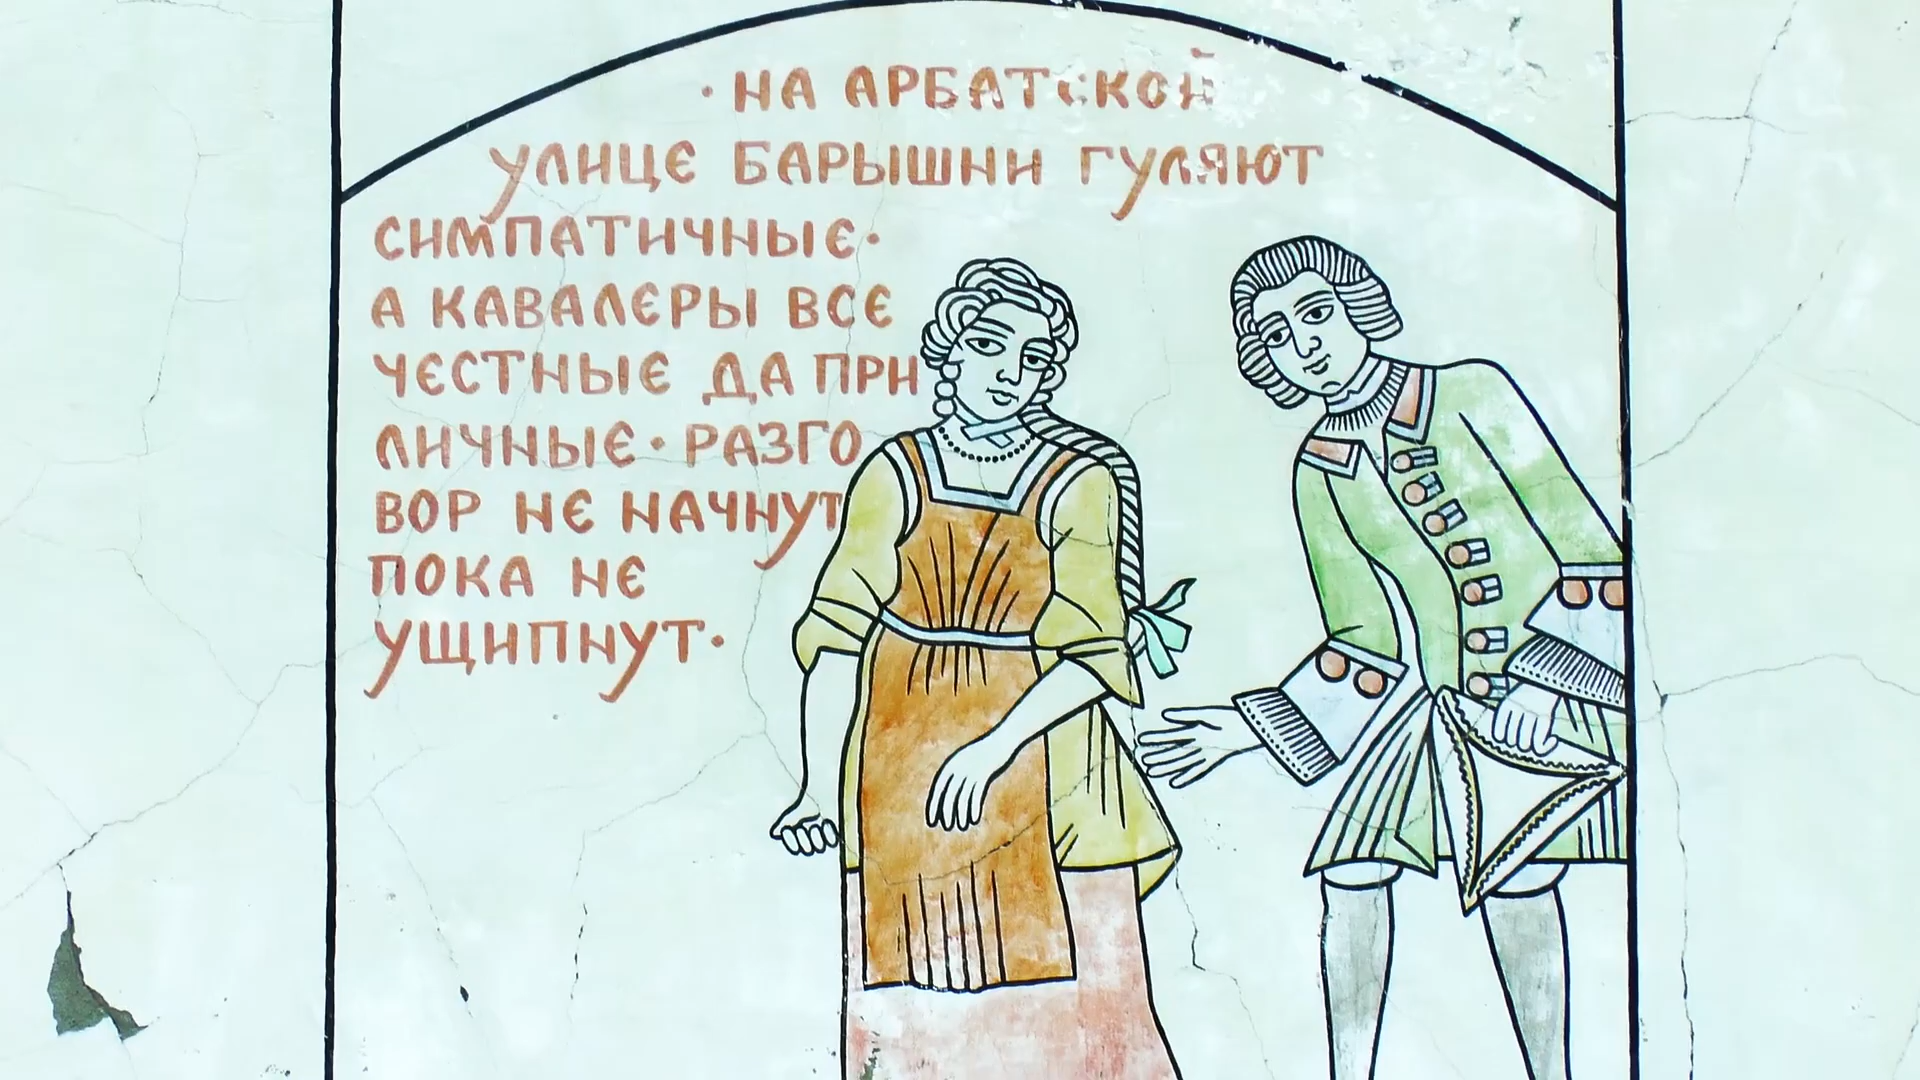 · НА АРБАТСКОЙ
УЛИЦЕ БАРЫШНИ ГУЛЯЮТ
СИМПАТИЧНЫЕ ·
А КАВАЛЕРЫ ВСЕ
ЧЕСТНЫЕ ДА ПРИ
ЛИЧНЫЕ · РАЗГО
ВОР НЕ НАЧНУТ
ПОКА НЕ
УЩИПНУТ ·